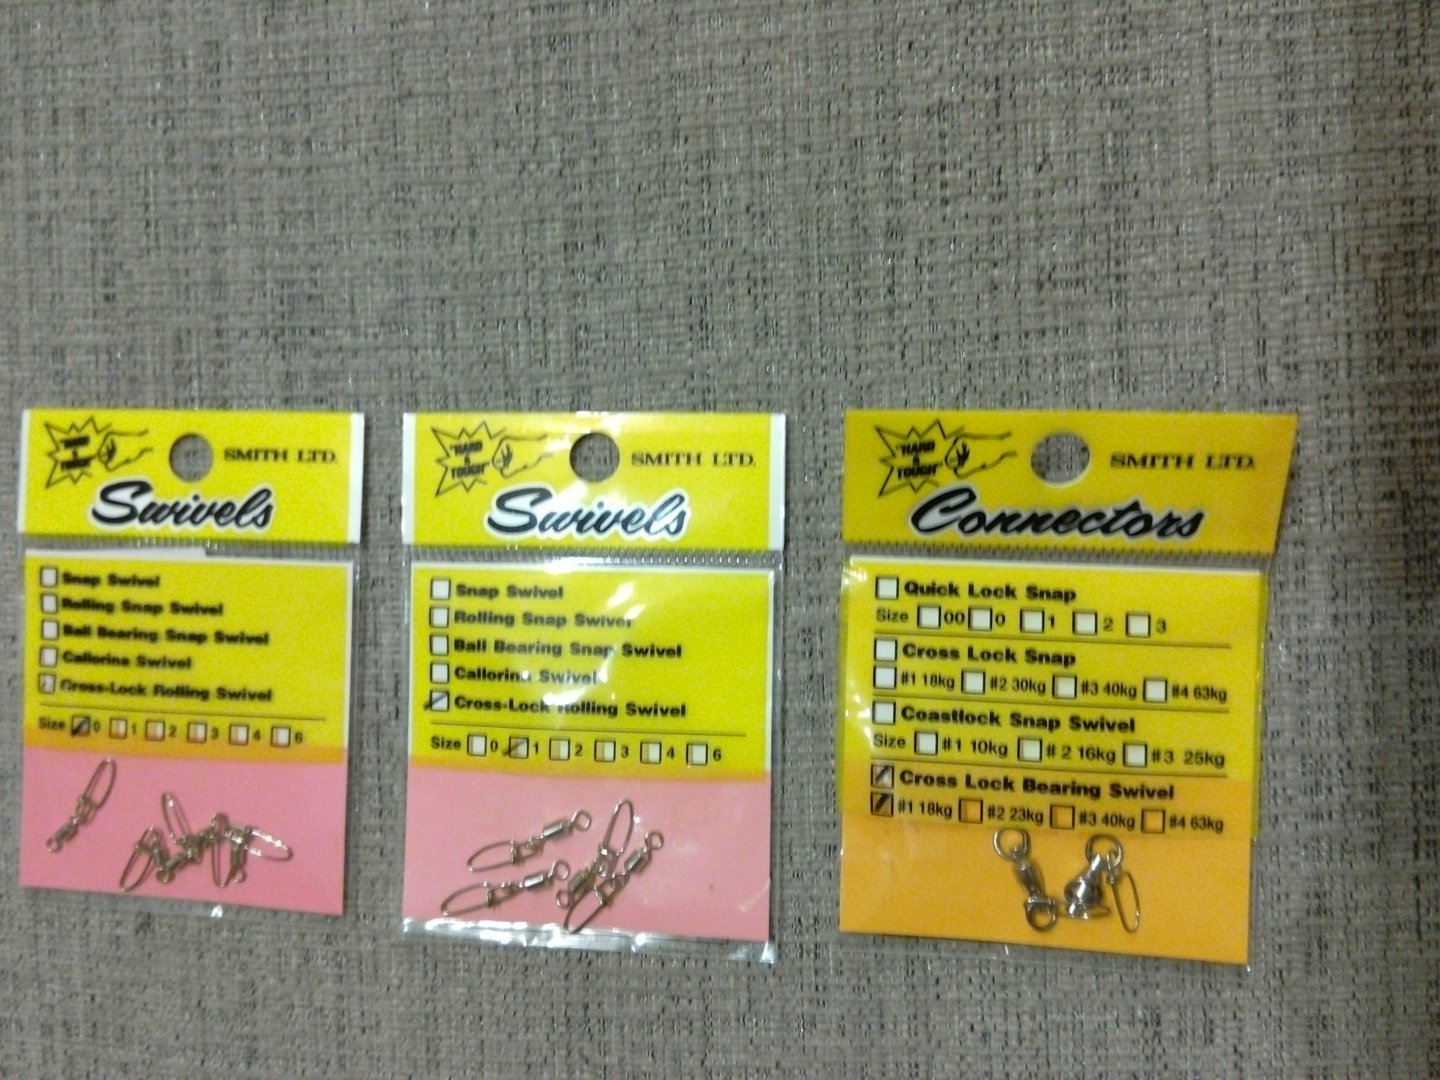 "HARD
&
TOUGH"
SMITH LTD.
Swivels
Snap Swivel
Rolling Snap Swivel
Ball Bearing Snap Swivel
Callorina Swivel
Cross-Lock Rolling Swivel
Size 0 1 2 3 4 6
"HARD
&
TOUGH"
SMITH LTD.
Swivels
Snap Swivel
Rolling Snap Swivel
Ball Bearing Snap Swivel
Callorina Swivel
Cross-Lock Rolling Swivel
Size 0 1 2 3 4 6
"HARD
&
TOUGH"
SMITH LTD.
Connectors
Quick Lock Snap
Size 00 0 1 2 3
Cross Lock Snap
#1 18kg #2 30kg #3 40kg #4 63kg
Coastlock Snap Swivel
Size #1 10kg # 2 16kg #3 25kg
Cross Lock Bearing Swivel
#1 18kg #2 23kg #3 40kg #4 63kg